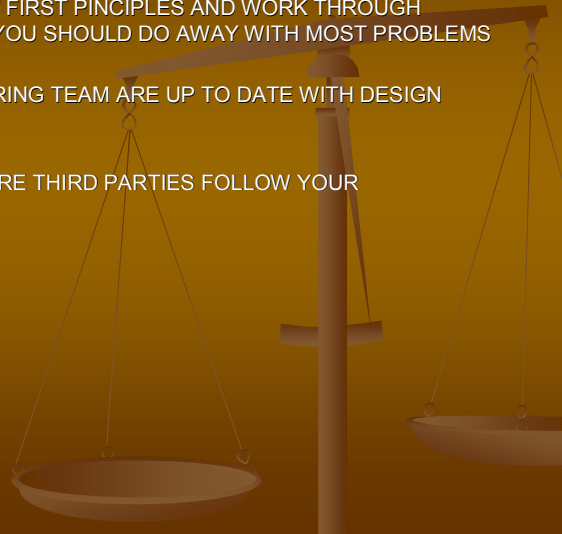 FIRST PINCIPLES AND WORK THROUGH
YOU SHOULD DO AWAY WITH MOST PROBLEMS
RING TEAM ARE UP TO DATE WITH DESIGN
RE THIRD PARTIES FOLLOW YOUR